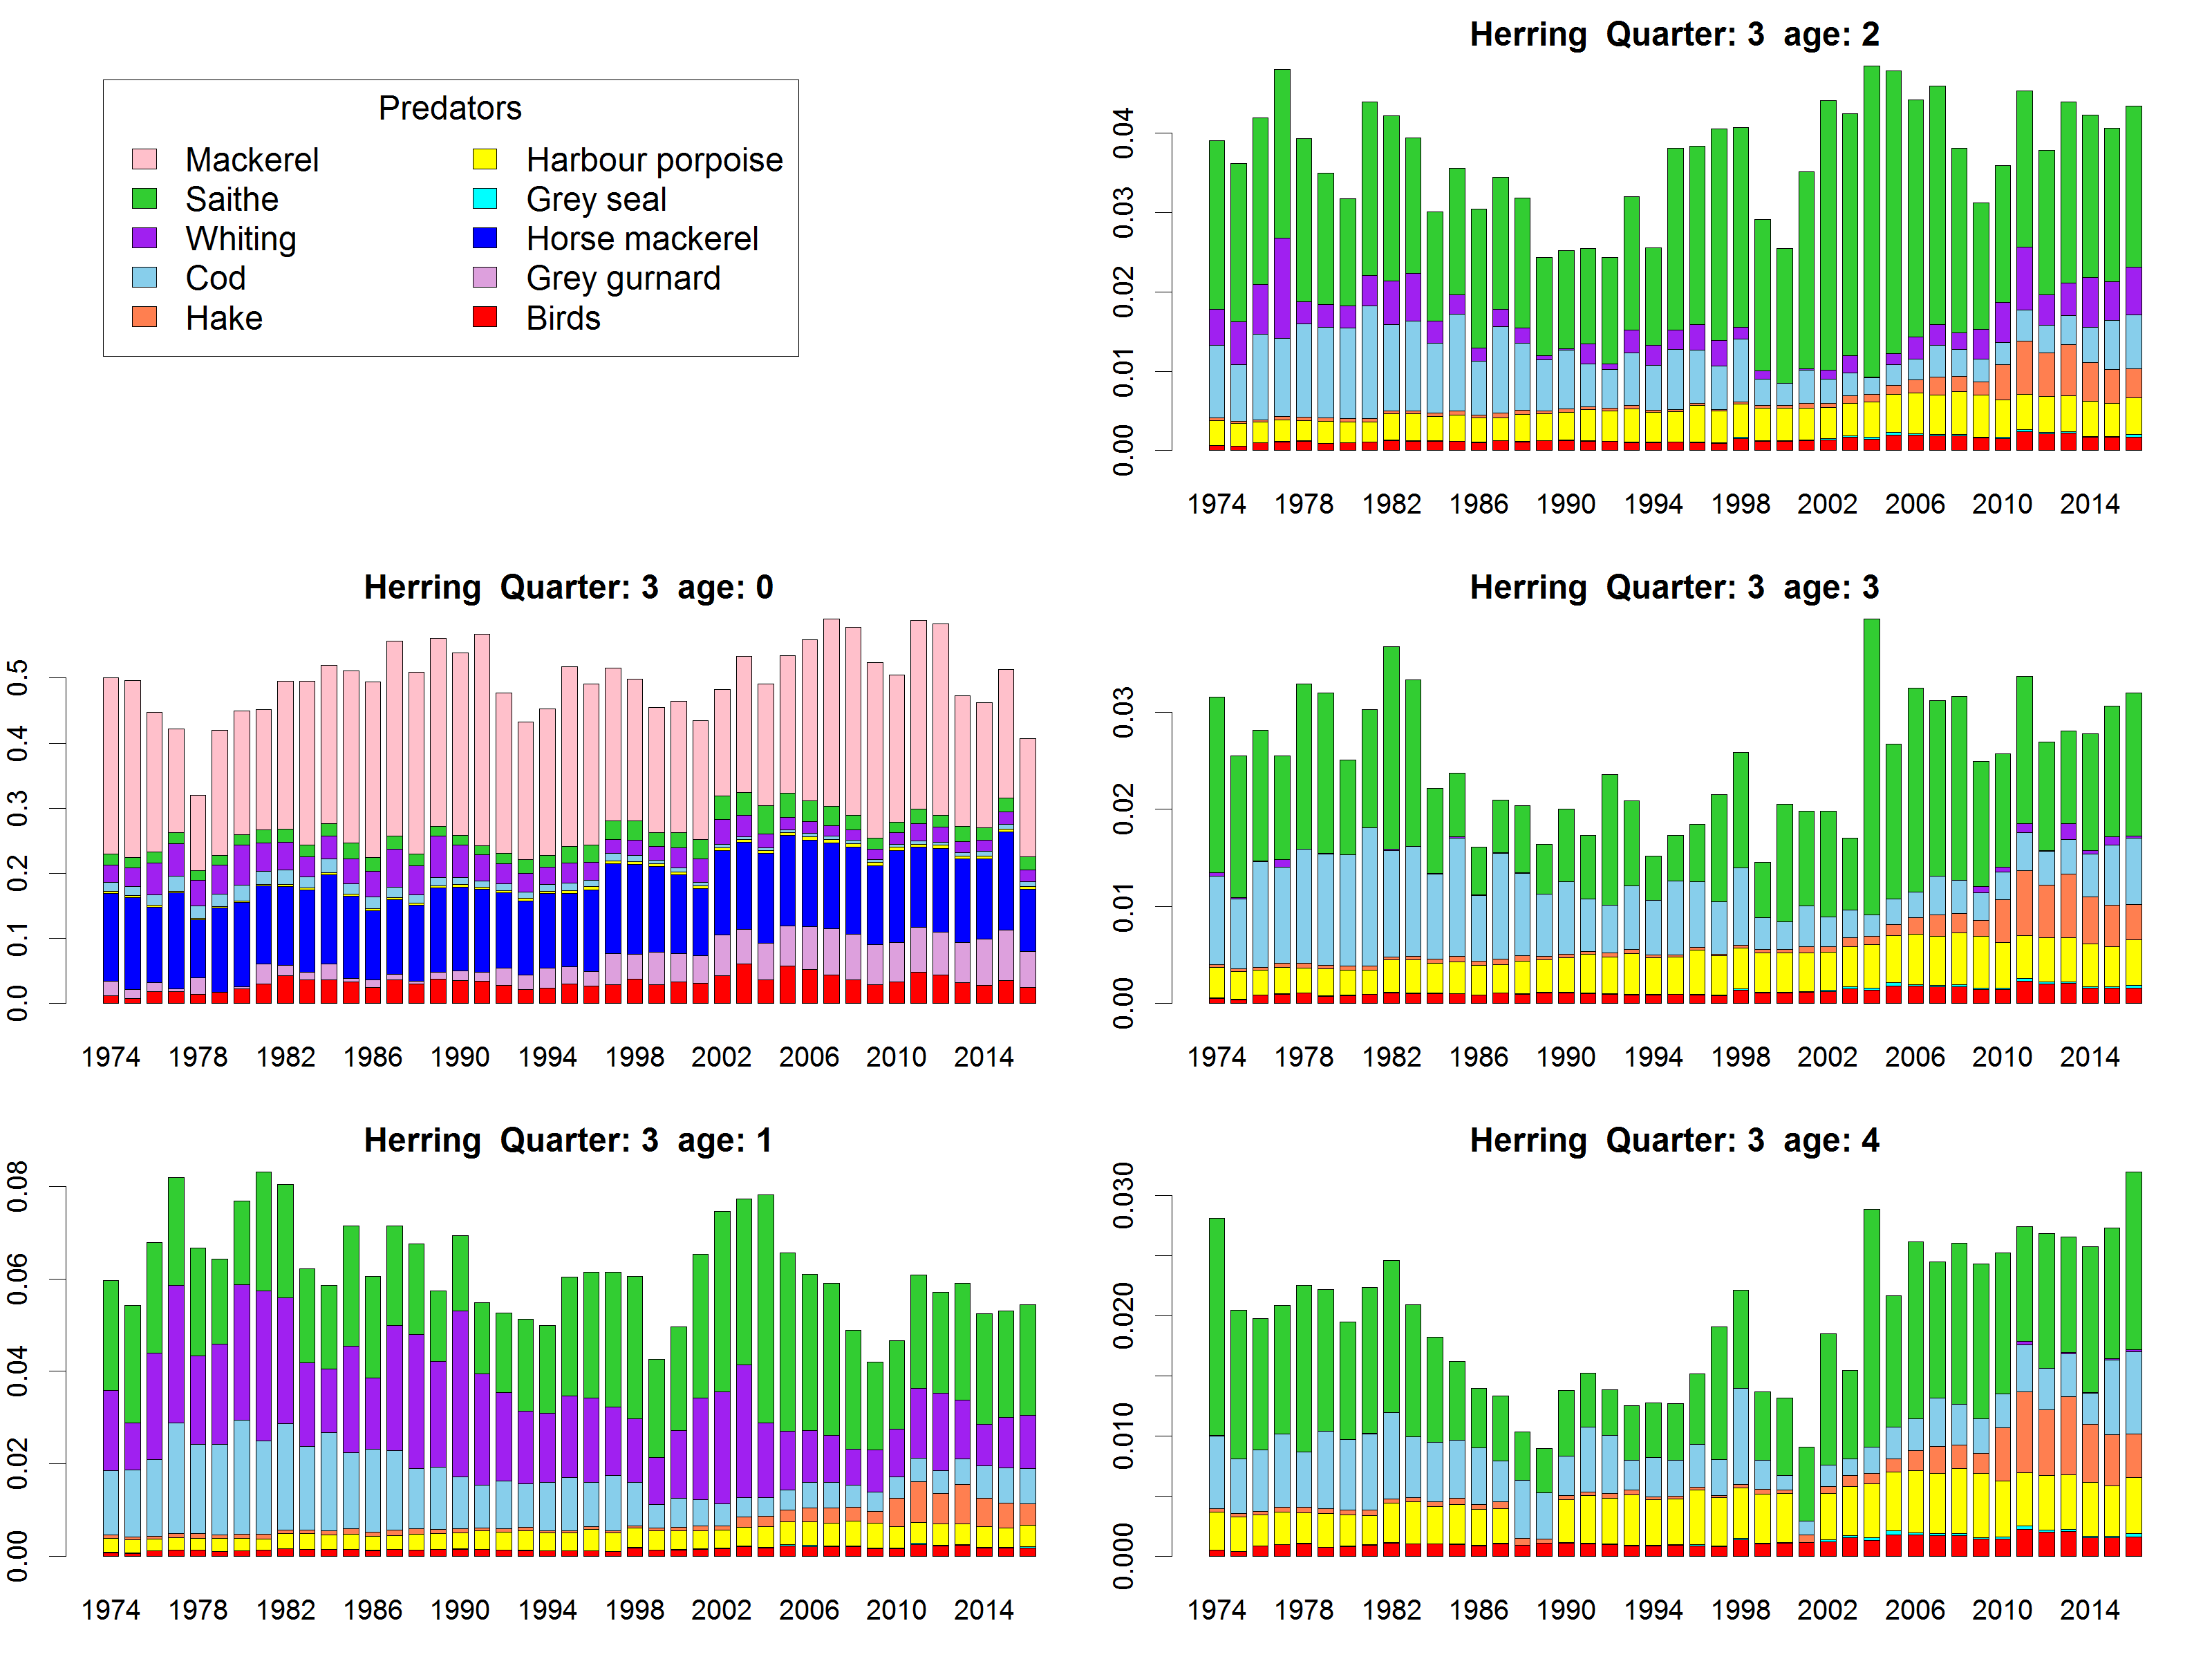 Predators
Mackerel Harbour porpoise
Saithe Grey seal
Whiting Horse mackerel
Cod Grey gurnard
Hake Birds
Herring Quarter: 3 age: 2
0.00 0.01 0.02 0.03 0.04
1974 1978 1982 1986 1990 1994 1998 2002 2006 2010 2014
Herring Quarter: 3 age: 0
0.0 0.1 0.2 0.3 0.4 0.5
1974 1978 1982 1986 1990 1994 1998 2002 2006 2010 2014
Herring Quarter: 3 age: 3
0.00 0.01 0.02 0.03
1974 1978 1982 1986 1990 1994 1998 2002 2006 2010 2014
Herring Quarter: 3 age: 1
0.00 0.02 0.04 0.06 0.08
1974 1978 1982 1986 1990 1994 1998 2002 2006 2010 2014
Herring Quarter: 3 age: 4
0.000 0.010 0.020 0.030
1974 1978 1982 1986 1990 1994 1998 2002 2006 2010 2014